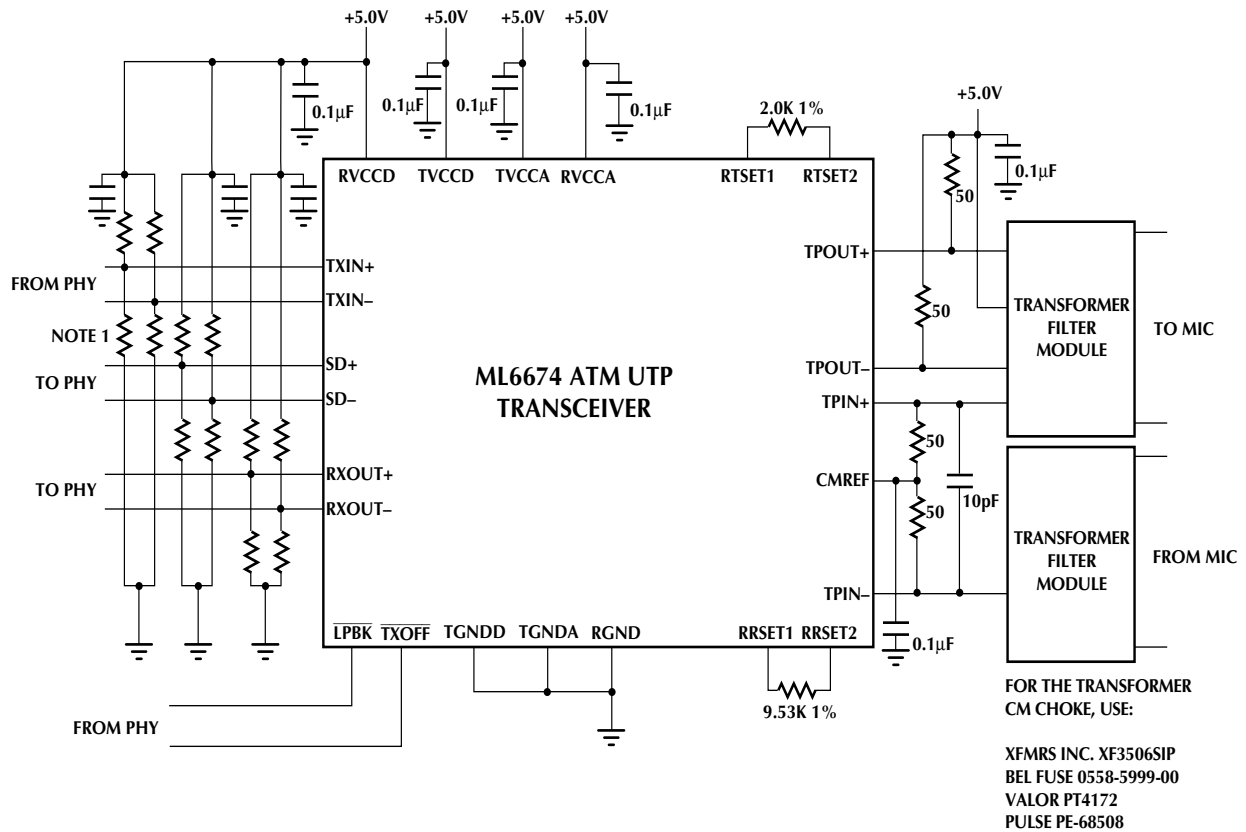 +5.0V
+5.0V
+5.0V
+5.0V
0.1µF
0.1µF
0.1µF
0.1µF
2.0K 1%
+5.0V
0.1µF
50
RVCCD
TVCCD
TVCCA
RVCCA
RTSET1
RTSET2
FROM PHY
TXIN+
TXIN–
NOTE 1
TO PHY
SD+
SD–
TO PHY
RXOUT+
RXOUT–
ML6674 ATM UTP
TRANSCEIVER
TPOUT+
50
TPOUT–
TPIN+
50
CMREF
50
10pF
TPIN–
0.1µF
TRANSFORMER
FILTER
MODULE
TO MIC
TRANSFORMER
FILTER
MODULE
FROM MIC
LPBK
TXOFF
TGNDD
TGNDA
RGND
RRSET1
RRSET2
9.53K 1%
FROM PHY
FOR THE TRANSFORMER
CM CHOKE, USE:
XFMRS INC. XF3506SIP
BEL FUSE 0558-5999-00
VALOR PT4172
PULSE PE-68508